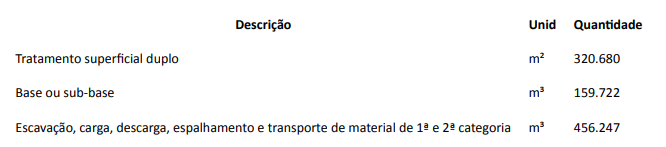 Descrição Unid Quantidade
Tratamento superficial duplo m² 320.680
Base ou sub-base m³ 159.722
Escavação, carga, descarga, espalhamento e transporte de material de 1ª e 2ª categoria m³ 456.247